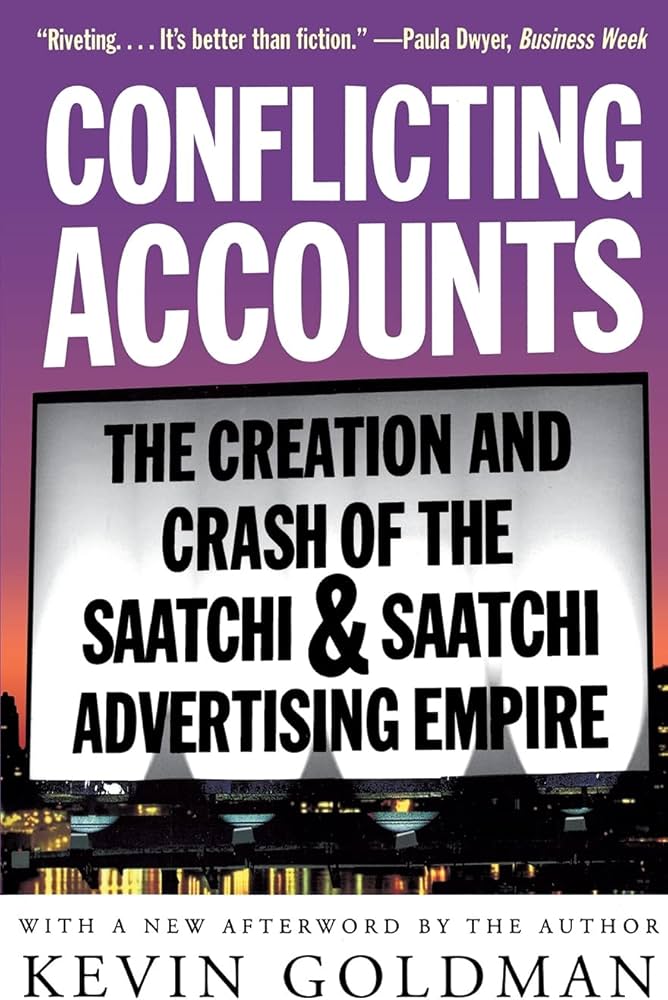 “Riveting. . . . It's better than fiction.” —Paula Dwyer, Business Week
CONFLICTING
ACCOUNTS
THE CREATION AND
CRASH OF THE
SAATCHI & SAATCHI
ADVERTISING EMPIRE
WITH A NEW AFTERWORD BY THE AUTHOR
KEVIN GOLDMAN